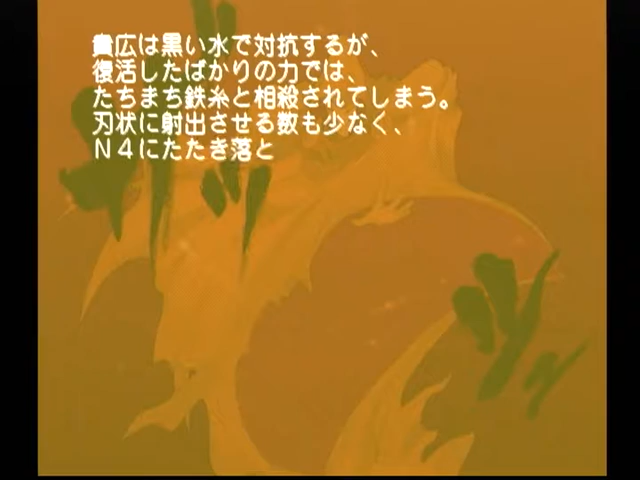 貴広は黒い水で対抗するが、
復活したばかりの力では、
たちまち鉄糸と相殺されてしまう。
刃状に射出させる数も少なく、
Ｎ４にたたき落と